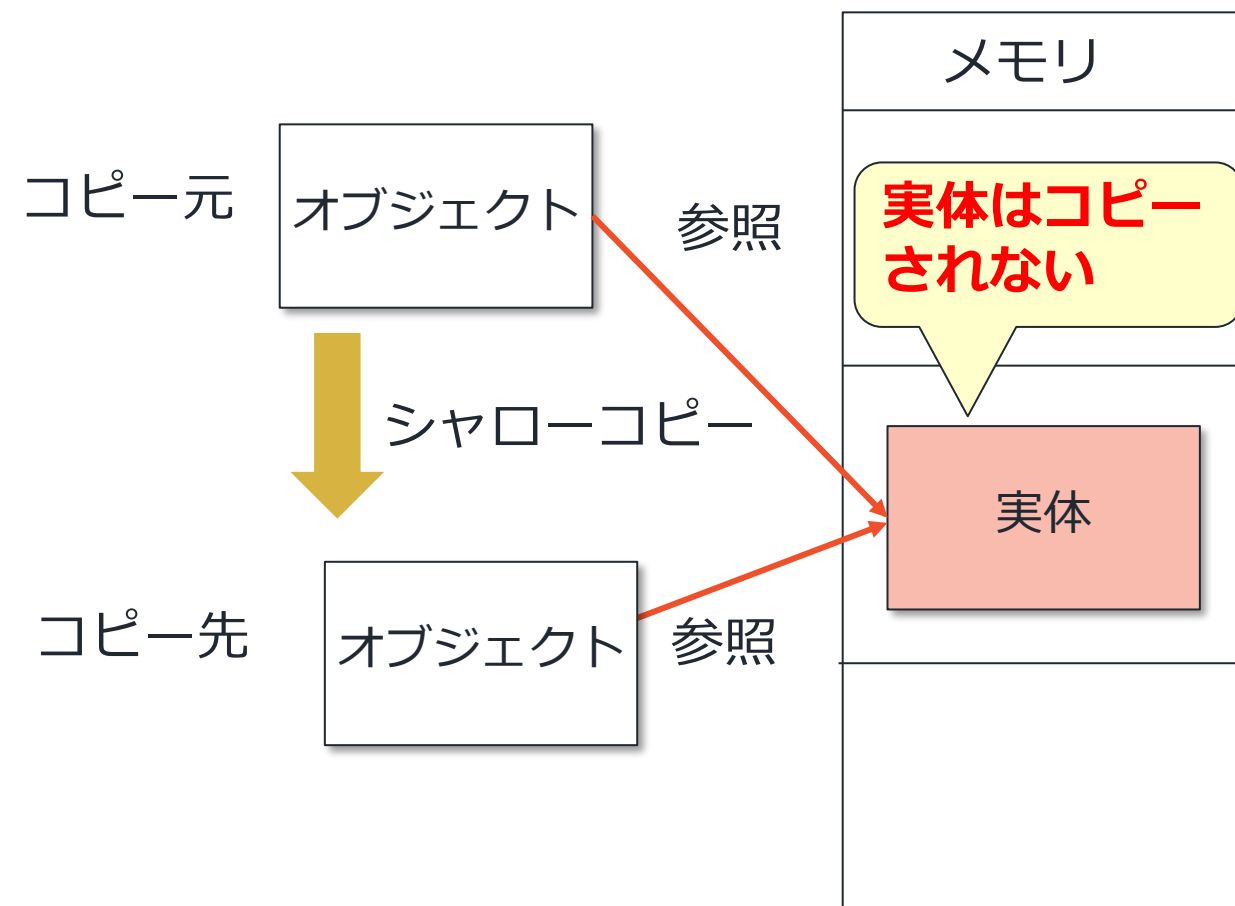 メモリ
コピー元
オブジェクト
参照
実体はコピー
されない
シャローコピー
実体
コピー先
オブジェクト
参照